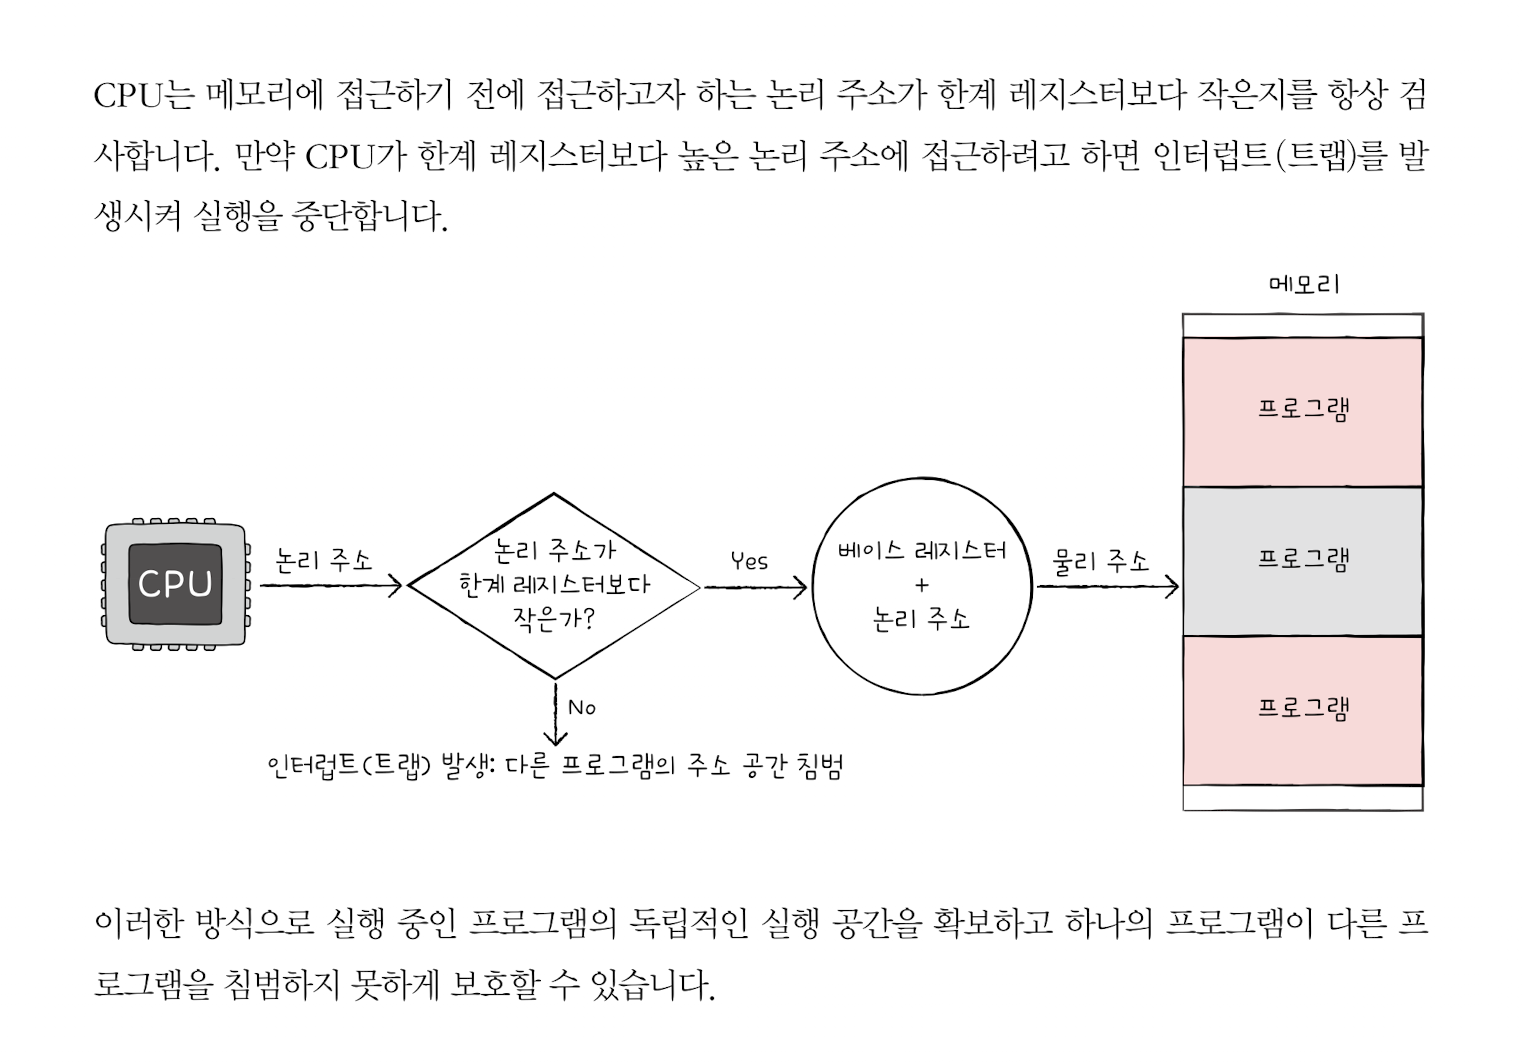 CPU는 메모리에 접근하기 전에 접근하고자 하는 논리 주소가 한계 레지스터보다 작은지를 항상 검
사합니다. 만약 CPU가 한계 레지스터보다 높은 논리 주소에 접근하려고 하면 인터럽트(트랩)를 발
생시켜 실행을 중단합니다.
메모리
프로그램
CPU
논리 주소
논리 주소가
한계 레지스터보다
작은가?
Yes
베이스 레지스터
+
논리 주소
물리 주소
프로그램
No
인터럽트(트랩) 발생: 다른 프로그램의 주소 공간 침범
프로그램
이러한 방식으로 실행 중인 프로그램의 독립적인 실행 공간을 확보하고 하나의 프로그램이 다른 프
로그램을 침범하지 못하게 보호할 수 있습니다.